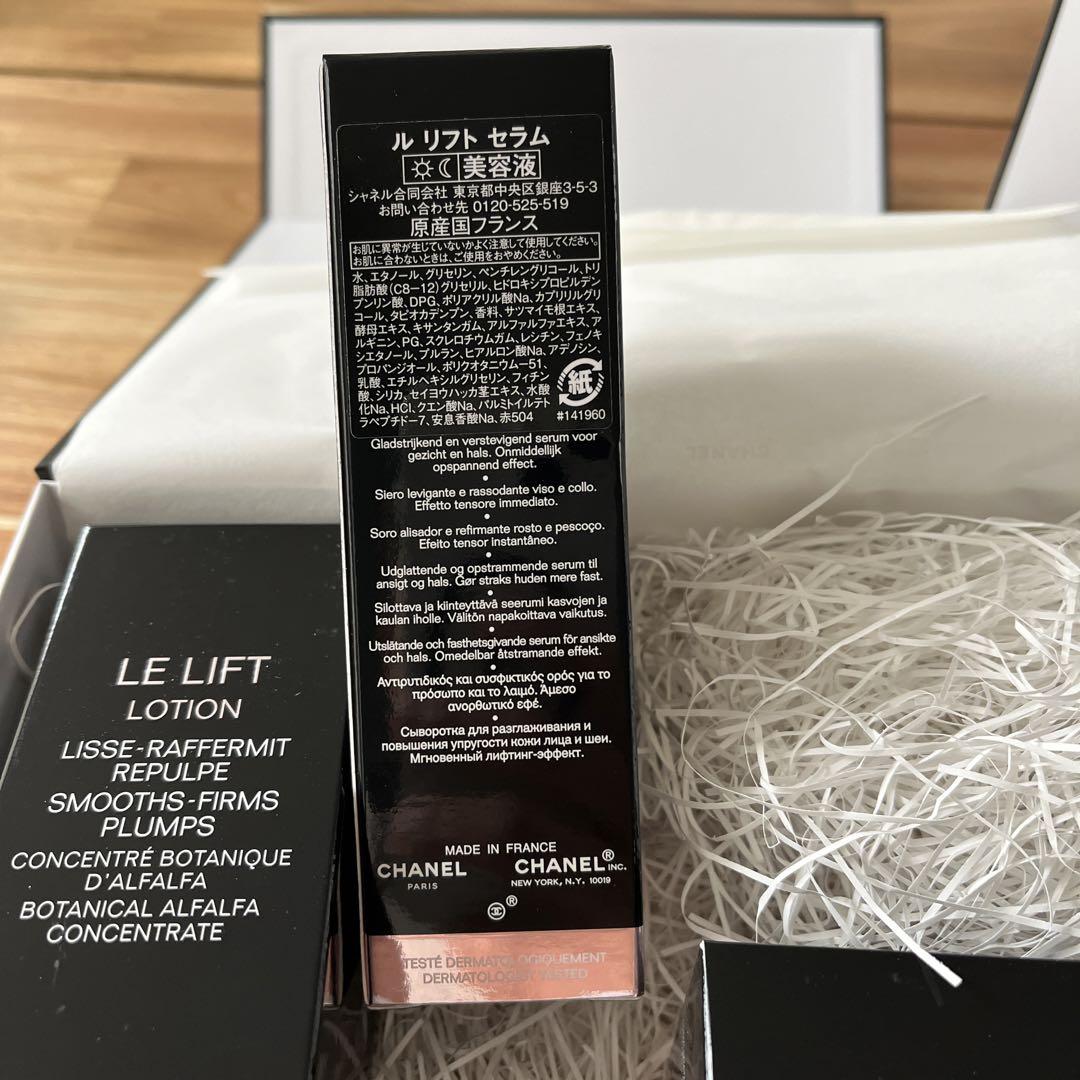 ル リフト セラム
美容液
シャネル合同会社 東京都中央区銀座3-5-3
お問い合わせ先 0120-525-519
原産国フランス
お肌に異常が生じていないかよく注意して使用してください。
お肌に合わないときは、ご使用をおやめください。
水、エタノール、グリセリン、ペンチレングリコール、トリ
脂肪酸(C8-12)グリセリル、ヒドロキシプロピルデン
プンリン酸、DPG、ポリアクリル酸Na、カプリリルグリ
コール、タピオカデンプン、香料、サツマイモ根エキス、
酵母エキス、キサンタンガム、アルファルファエキス、ア
ルギニン、PG、スクレロチウムガム、レシチン、フェノキ
シエタノール、プルラン、ヒアルロン酸Na、アデノシン、
プロパンジオール、ポリクオタニウム-51、
乳酸、エチルヘキシルグリセリン、フィチン
酸、シリカ、セイヨウハッカ茎エキス、水酸
化Na、HCl、クエン酸Na、パルミトイルテト
ラペプチド-7、安息香酸Na、赤504
紙
#141960
Gladstrijkend en verstevigend serum voor
gezicht en hals. Onmiddellijk
opspannend effect.
Siero levigante e rassodante viso e collo.
Effetto tensore immediato.
Soro alisador e refirmante rosto e pescoço.
Efeito tensor instantâneo.
Udglattende og opstrammende serum til
ansigt og hals. Gør straks huden mere fast.
Silottava ja kiinteyttävä seerumi kasvojen ja
kaulan iholle. Välitön napakoittava vaikutus.
Utslätande och fasthetsgivande serum för ansikte
och hals. Omedelbar åtstramande effekt.
Αντιρυτιδικός και συσφικτικός ορός για το
πρόσωπο και το λαιμό. Άμεσο
ανορθωτικό εφέ.
Сыворотка для разглаживания и
повышения упругости кожи лица и шеи.
Мгновенный лифтинг-эффект.
MADE IN FRANCE
CHANEL
PARIS
CHANEL® INC.
NEW YORK, N.Y. 10019
®
TESTÉ DERMATOLOGIQUEMENT
DERMATOLOGIST TESTED
LE LIFT
LOTION
LISSE-RAFFERMIT
REPULPE
SMOOTHS-FIRMS
PLUMPS
CONCENTRÉ BOTANIQUE
D'ALFALFA
BOTANICAL ALFALFA
CONCENTRATE
CHANEL